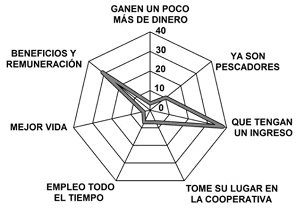 GANEN UN POCO
MÁS DE DINERO
40
30
20
10
0
YA SON
PESCADORES
QUE TENGAN
UN INGRESO
TOME SU LUGAR EN
LA COOPERATIVA
EMPLEO TODO
EL TIEMPO
MEJOR VIDA
BENEFICIOS Y
REMUNERACIÓN